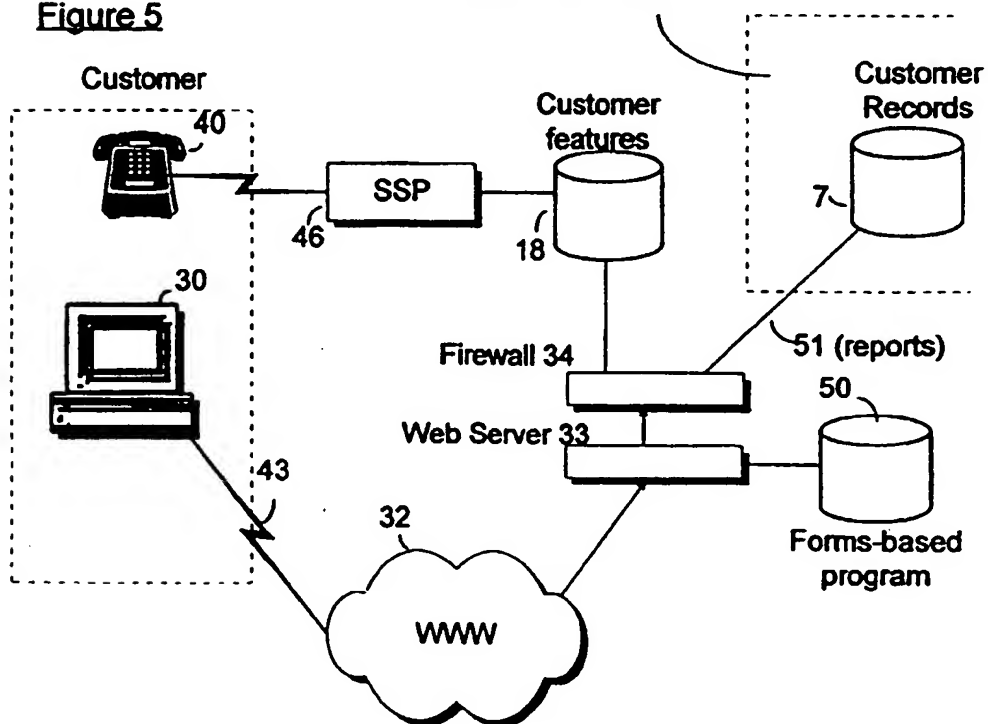 Figure 5
Customer
40
SSP
46
Customer
features
18
Customer
Records
7
30
51 (reports)
Firewall 34
50
Web Server 33
43
32
Forms-based
program
WWW